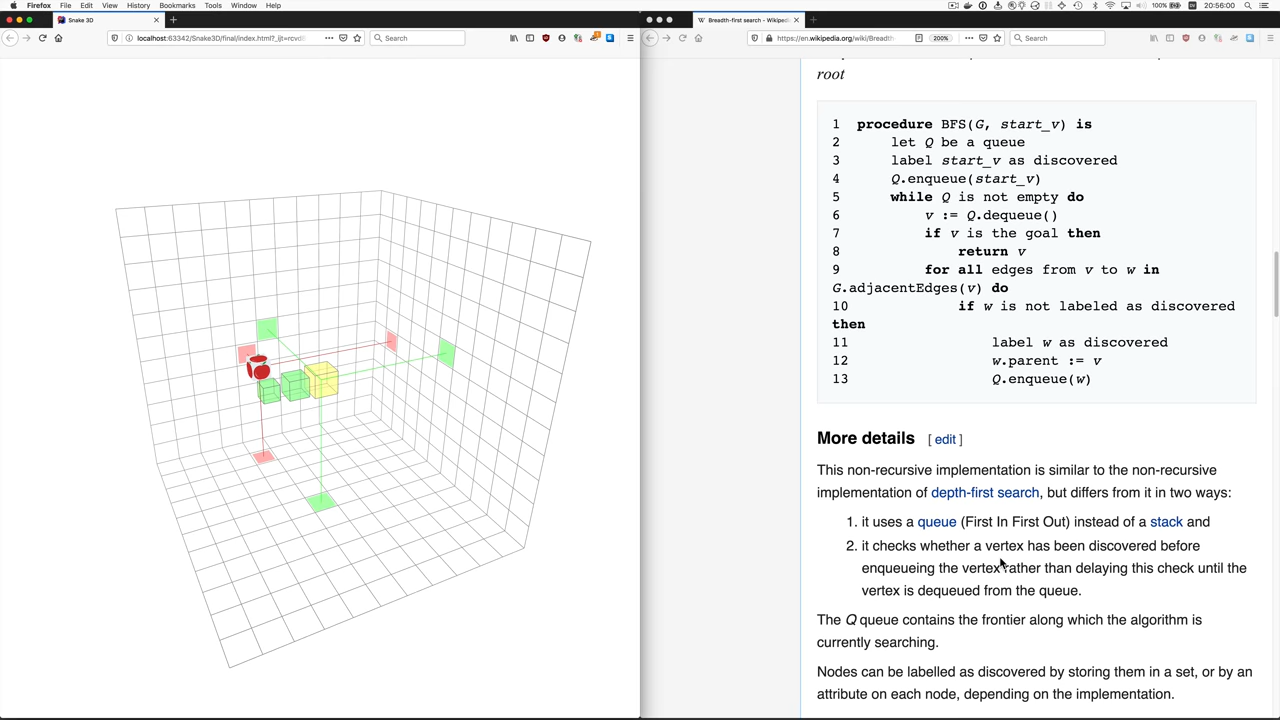 Firefox File Edit View History Bookmarks Tools Window Help 100% 20:56:00
Snake 3D
localhost:63342/Snake3D/final/index.html?_ijt=rcvd
Search
Breadth-first search - Wikipedi
https://en.wikipedia.org/wiki/Breadth
200%
Search
root
1 procedure BFS(G, start_v) is
2 let Q be a queue
3 label start_v as discovered
4 Q.enqueue(start_v)
5 while Q is not empty do
6 v := Q.dequeue()
7 if v is the goal then
8 return v
9 for all edges from v to w in
G.adjacentEdges(v) do
10 if w is not labeled as discovered
then
11 label w as discovered
12 w.parent := v
13 Q.enqueue(w)
More details [ edit ]
This non-recursive implementation is similar to the non-recursive
implementation of depth-first search, but differs from it in two ways:
1. it uses a queue (First In First Out) instead of a stack and
2. it checks whether a vertex has been discovered before
enqueueing the vertex rather than delaying this check until the
vertex is dequeued from the queue.
The Q queue contains the frontier along which the algorithm is
currently searching.
Nodes can be labelled as discovered by storing them in a set, or by an
attribute on each node, depending on the implementation.